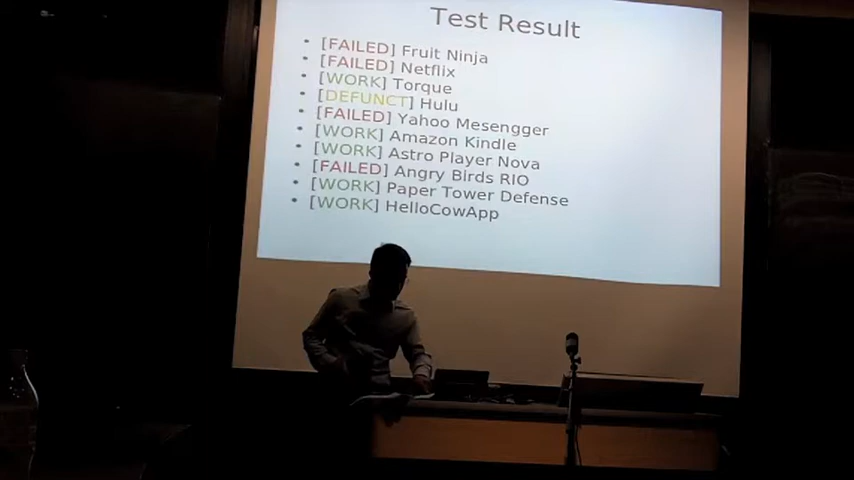 Test Result
• [FAILED] Fruit Ninja
• [FAILED] Netflix
• [WORK] Torque
• [DEFUNCT] Hulu
• [FAILED] Yahoo Mesengger
• [WORK] Amazon Kindle
• [WORK] Astro Player Nova
• [FAILED] Angry Birds RIO
• [WORK] Paper Tower Defense
• [WORK] HelloCowApp